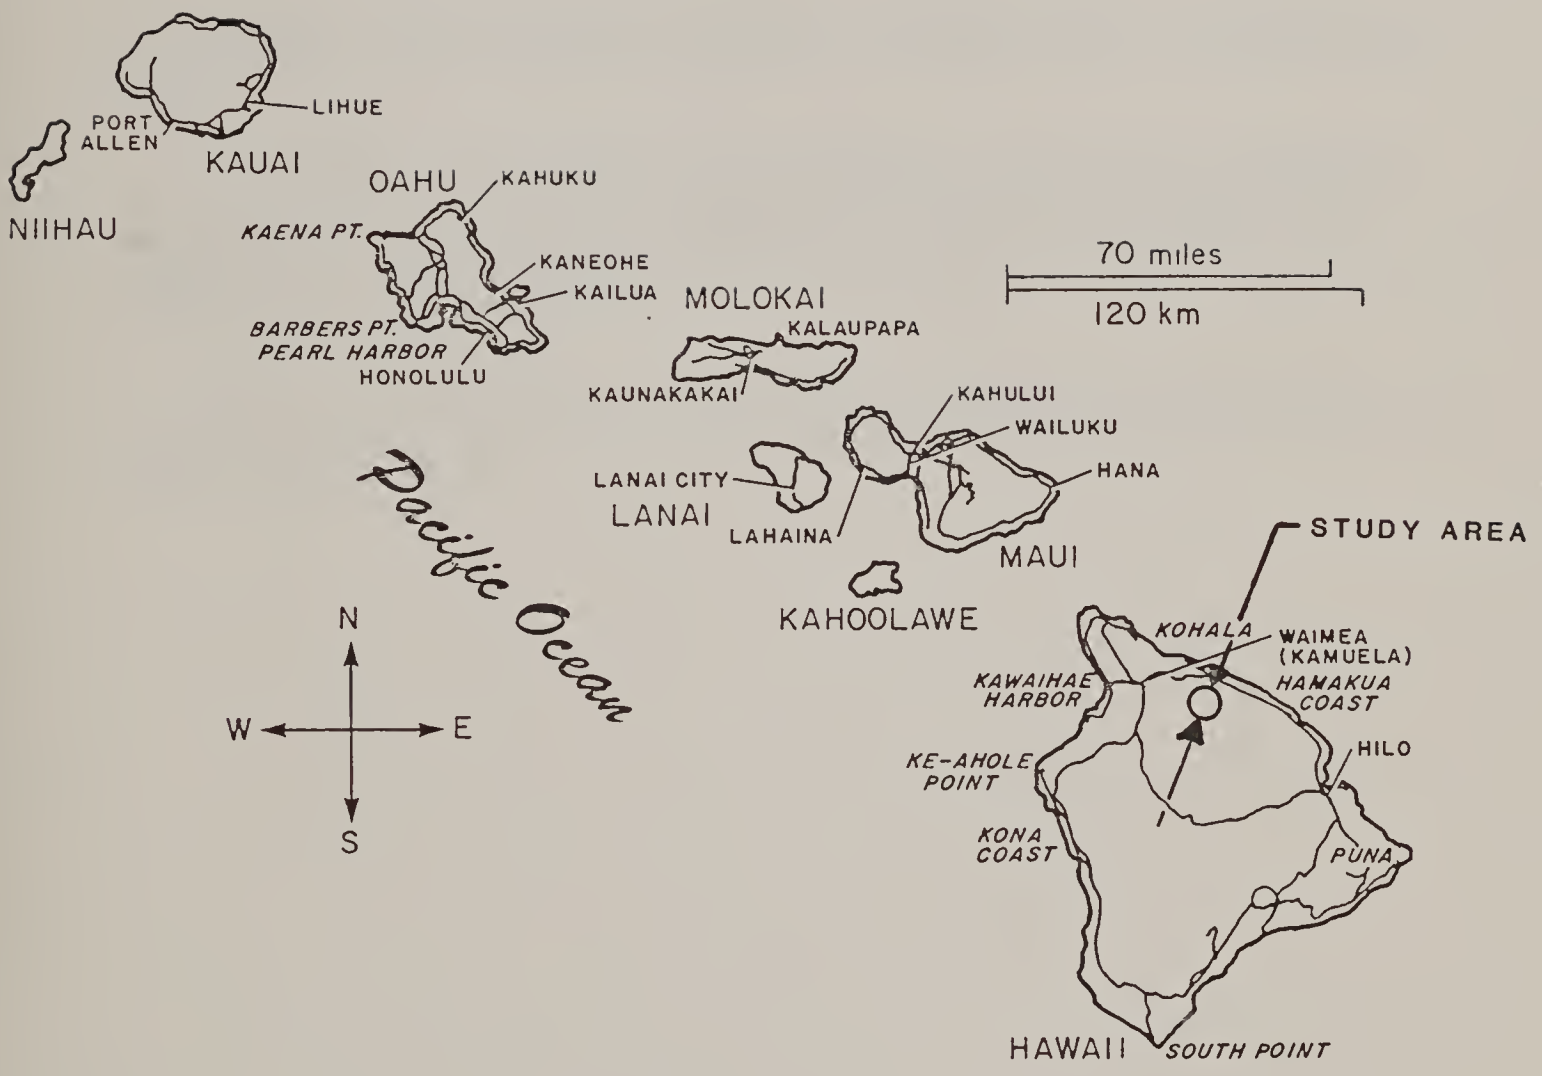 LIHUE
PORT
ALLEN
KAUAI
NIIHAU
OAHU
KAHUKU
KAENA PT.
KANEOHE
KAILUA
BARBERS PT.
PEARL HARBOR
HONOLULU
MOLOKAI
KALAUPAPA
KAUNAKAKAI
70 miles
120 km
KAHULUI
WAILUKU
HANA
LANAI CITY
LANAI
LAHAINA
MAUI
KAHOOLAWE
Pacific Ocean
N
W
E
S
STUDY AREA
KOHALA
WAIMEA
(KAMUELA)
KAWAIHAE
HARBOR
HAMAKUA
COAST
KE-AHOLE
POINT
HILO
KONA
COAST
PUNA
HAWAII
SOUTH POINT